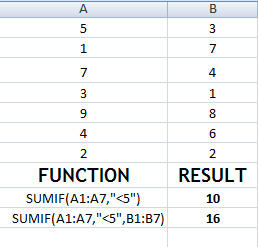 A B
5 3
1 7
7 4
3 1
9 8
4 6
2 2
FUNCTION RESULT
SUMIF(A1:A7,"<5") 10
SUMIF(A1:A7,"<5",B1:B7) 16